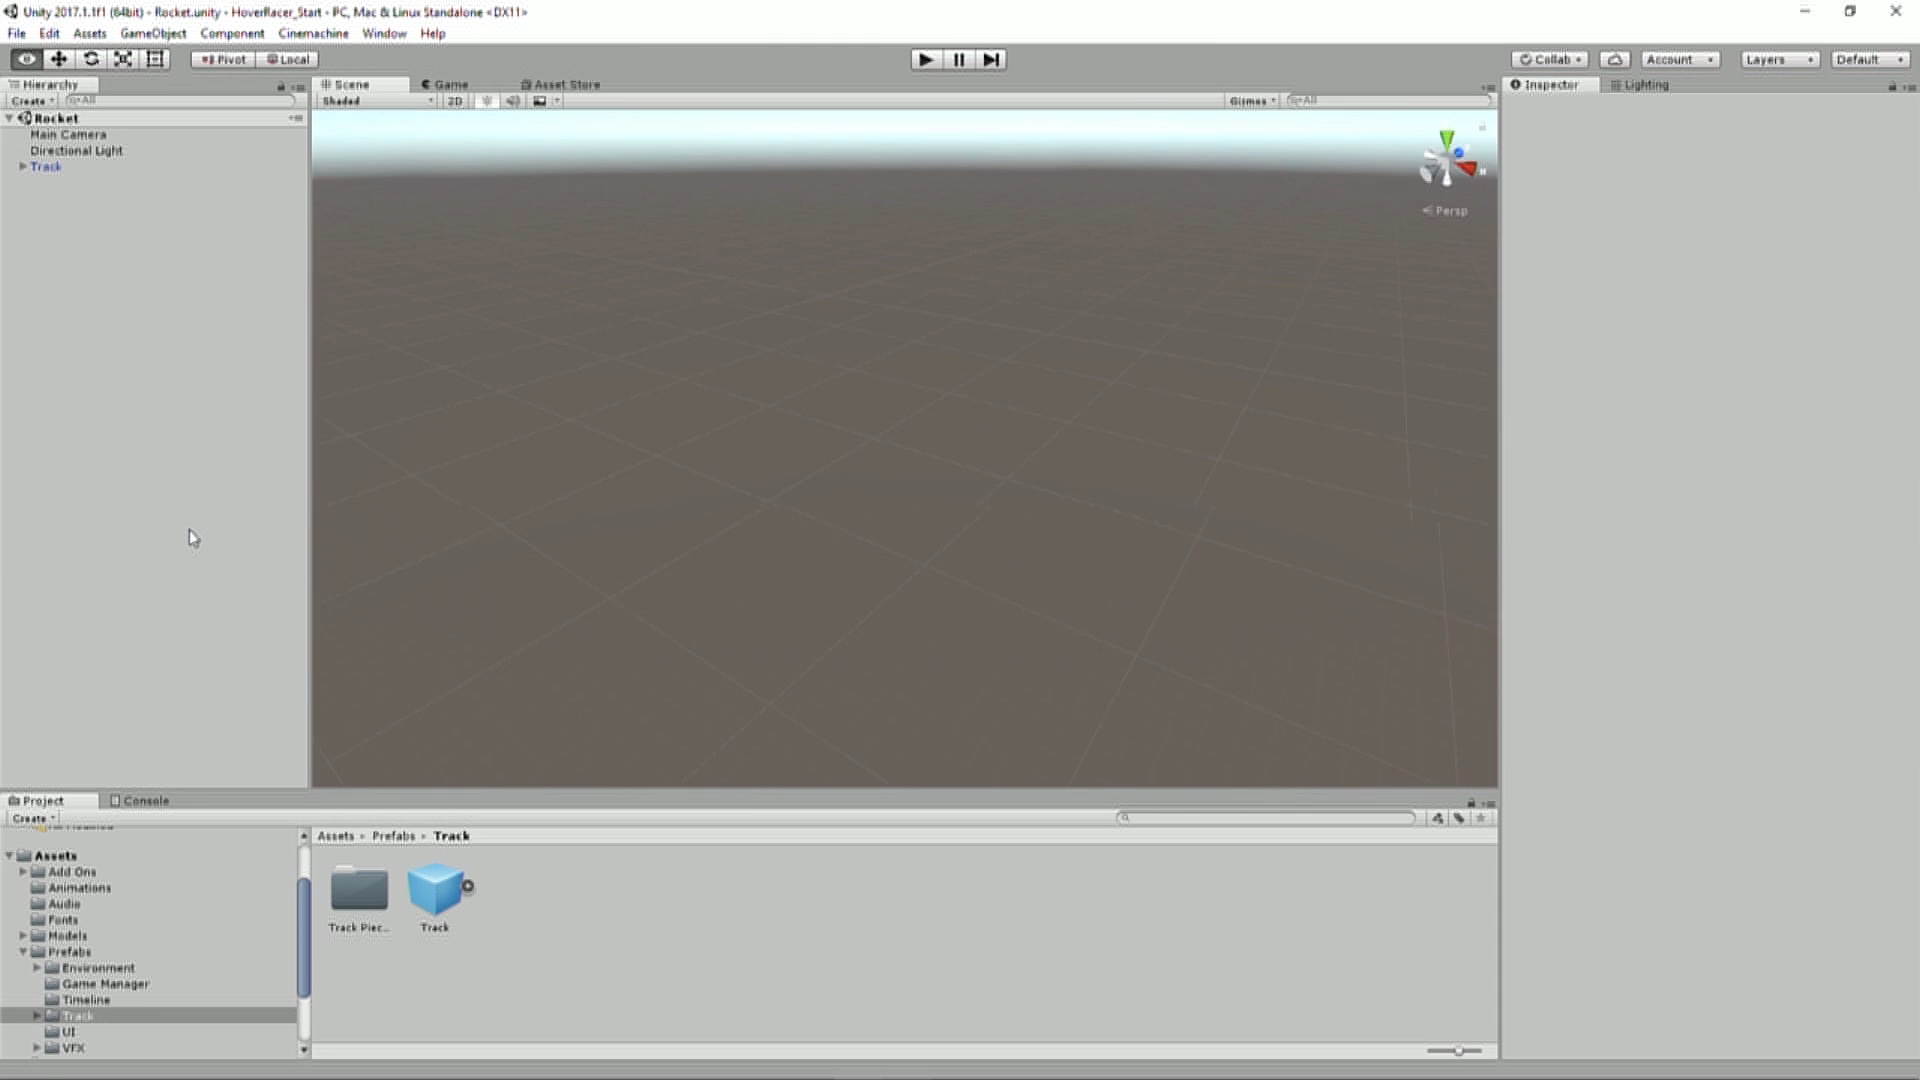 Unity 2017.1.1f1 (64bit) - Rocket.unity - HoverRacer_Start - PC, Mac & Linux Standalone <DX11>
File Edit Assets GameObject Component Cinemachine Window Help
Pivot Local Collab Account Layers Default
Hierarchy Scene Game Asset Store Inspector Lighting
Create All Shaded 2D Gizmos All
Rocket
Main Camera
Directional Light
Track
Persp
Project Console
Create
Assets Prefabs Track
Assets
Add Ons
Animations
Audio
Fonts
Models
Prefabs
Environment
Game Manager
Timeline
Track
UI
VFX
Track Piec...
Track